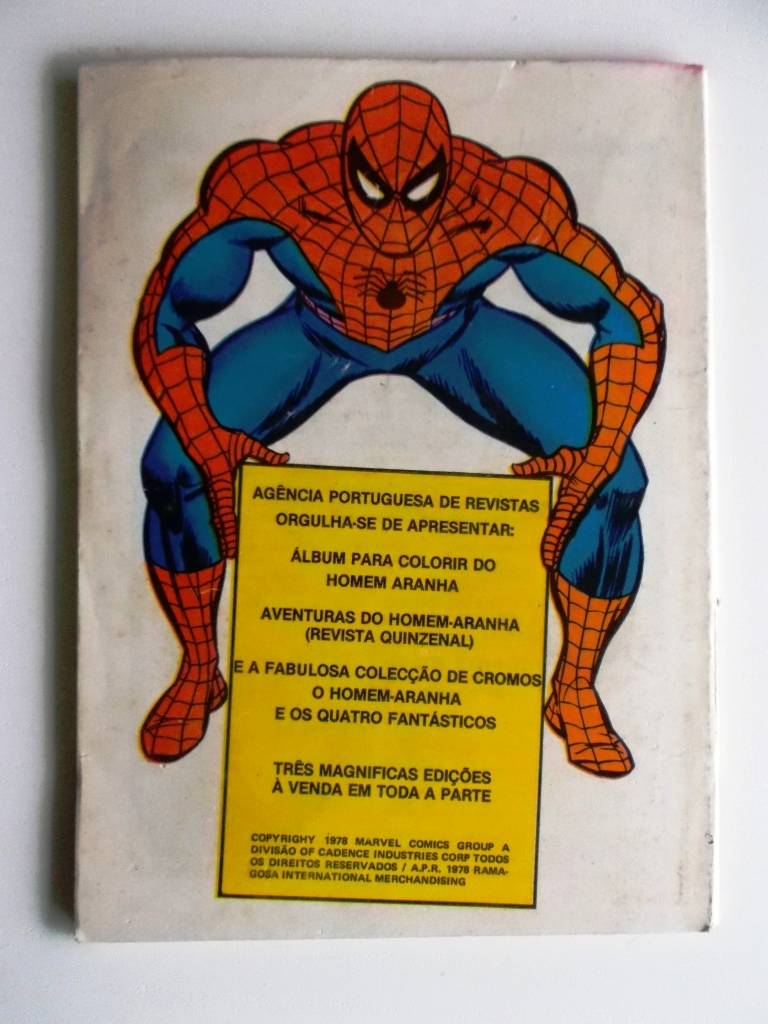 AGÊNCIA PORTUGUESA DE REVISTAS
ORGULHA-SE DE APRESENTAR:
ÁLBUM PARA COLORIR DO
HOMEM ARANHA
AVENTURAS DO HOMEM-ARANHA
(REVISTA QUINZENAL)
E A FABULOSA COLECÇÃO DE CROMOS
O HOMEM-ARANHA
E OS QUATRO FANTÁSTICOS
TRÊS MAGNIFICAS EDIÇÕES
À VENDA EM TODA A PARTE
COPYRIGHY 1978 MARVEL COMICS GROUP A
DIVISÃO OF CADENCE INDUSTRIES CORP TODOS
OS DIREITOS RESERVADOS / A.P.R. 1978 RAMA-
GOSA INTERNATIONAL MERCHANDISING